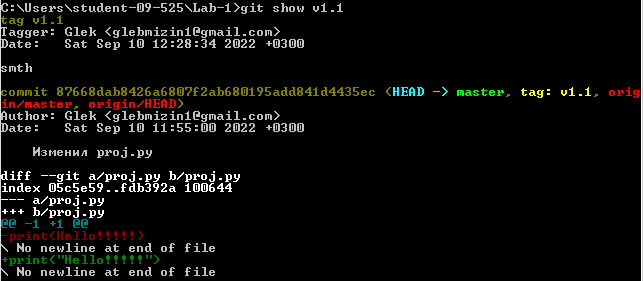 C:\Users\student-09-525\Lab-1>git show v1.1
tag v1.1
Tagger: Glek <glebmizin1@gmail.com>
Date:   Sat Sep 10 12:28:34 2022 +0300

smth

commit 87668dab8426a6807f2ab680195add841d4435ec (HEAD -> master, tag: v1.1, orig
in/master, origin/HEAD)
Author: Glek <glebmizin1@gmail.com>
Date:   Sat Sep 10 11:55:00 2022 +0300

    Изменил proj.py

diff --git a/proj.py b/proj.py
index 05c5e59..fdb392a 100644
--- a/proj.py
+++ b/proj.py
@@ -1 +1 @@
-print(Hello!!!!!)
\ No newline at end of file
+print("Hello!!!!!")
\ No newline at end of file